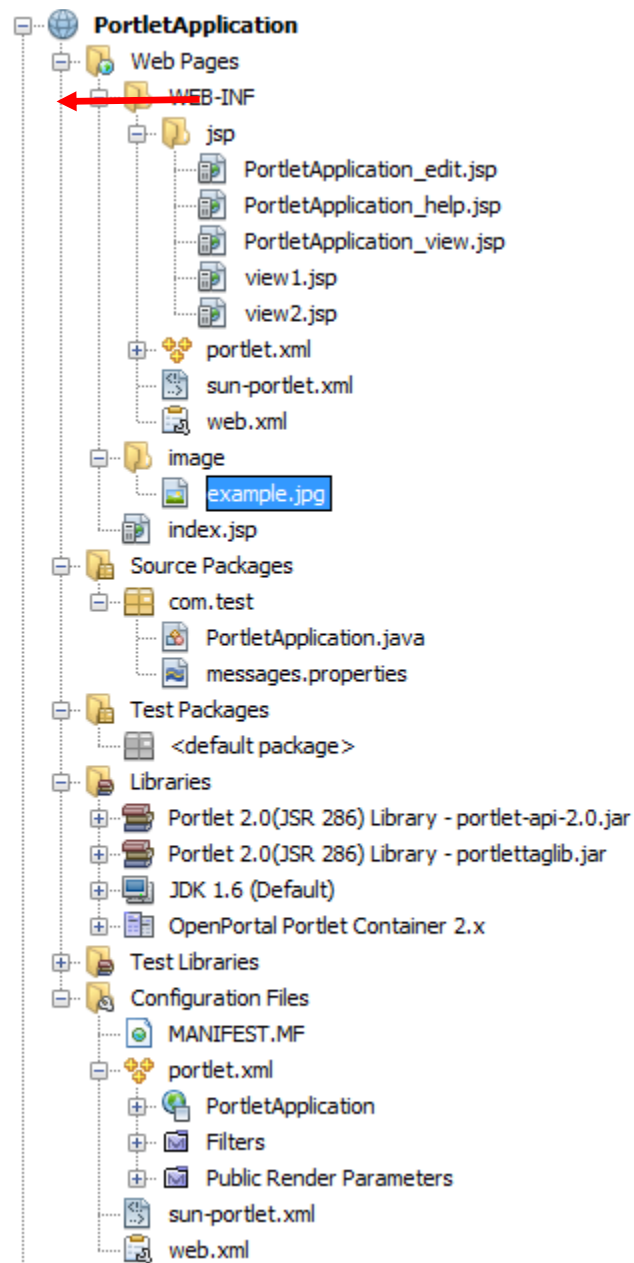 PortletApplication
Web Pages
WEB-INF
jsp
PortletApplication_edit.jsp
PortletApplication_help.jsp
PortletApplication_view.jsp
view1.jsp
view2.jsp
portlet.xml
sun-portlet.xml
web.xml
image
example.jpg
index.jsp
Source Packages
com.test
PortletApplication.java
messages.properties
Test Packages
<default package>
Libraries
Portlet 2.0(JSR 286) Library - portlet-api-2.0.jar
Portlet 2.0(JSR 286) Library - portlettaglib.jar
JDK 1.6 (Default)
OpenPortal Portlet Container 2.x
Test Libraries
Configuration Files
MANIFEST.MF
portlet.xml
PortletApplication
Filters
Public Render Parameters
sun-portlet.xml
web.xml